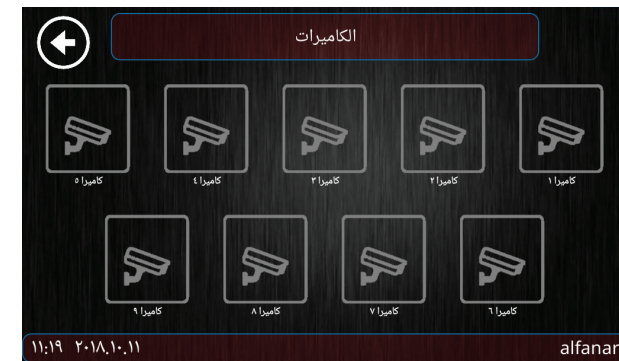 الكاميرات
كاميرا ١
كاميرا ٢
كاميرا ٣
كاميرا ٤
كاميرا ٥
كاميرا ٦
كاميرا ٧
كاميرا ٨
كاميرا ٩
alfanar
٢٠١٨.١٠.١١ ١١:١٩